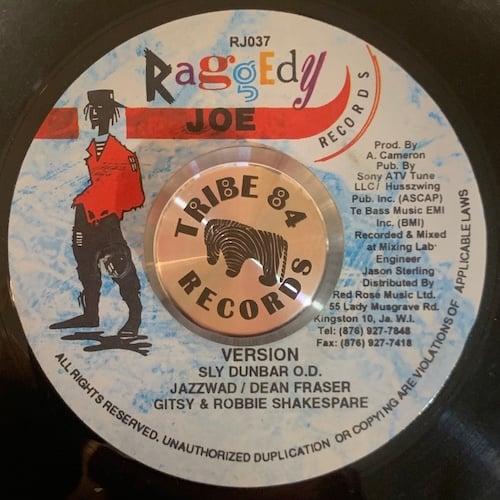 RJ037
RaggEdy
JOE
RECORDS
Prod. By
A. Cameron
Pub. By
Sony ATV Tune
LLC/ Husszwing
Pub. Inc. (ASCAP)
Te Bass Music EMI
Inc. (BMI)
Recorded & Mixed
at Mixing Lab
Engineer
Jason Sterling
Distributed By
Red Rose Music Ltd.
55 Lady Musgrave Rd.
Kingston 10, Ja. W.I.
Tel: (876) 927-7848
Fax: (876) 927-7418
TRIBE 84
RECORDS
VERSION
SLY DUNBAR O.D.
JAZZWAD / DEAN FRASER
GITSY & ROBBIE SHAKESPARE
ALL RIGHTS RESERVED. UNAUTHORIZED DUPLICATION OR COPYING ARE VIOLATIONS OF APPLICABLE LAWS